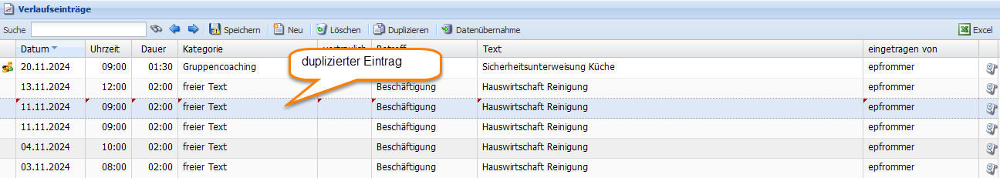 Verlaufseinträge
Suche Speichern Neu Löschen Duplizieren Datenübernahme Excel
Datum Uhrzeit Dauer Kategorie vertraulich Betreff Text eingetragen von
duplizierter Eintrag
20.11.2024 09:00 01:30 Gruppencoaching Sicherheitsunterweisung Küche epfrommer
13.11.2024 12:00 02:00 freier Text Beschäftigung Hauswirtschaft Reinigung epfrommer
11.11.2024 09:00 02:00 freier Text Beschäftigung Hauswirtschaft Reinigung epfrommer
11.11.2024 09:00 02:00 freier Text Beschäftigung Hauswirtschaft Reinigung epfrommer
04.11.2024 10:00 02:00 freier Text Beschäftigung Hauswirtschaft Reinigung epfrommer
03.11.2024 08:00 02:00 freier Text Beschäftigung Hauswirtschaft Reinigung epfrommer